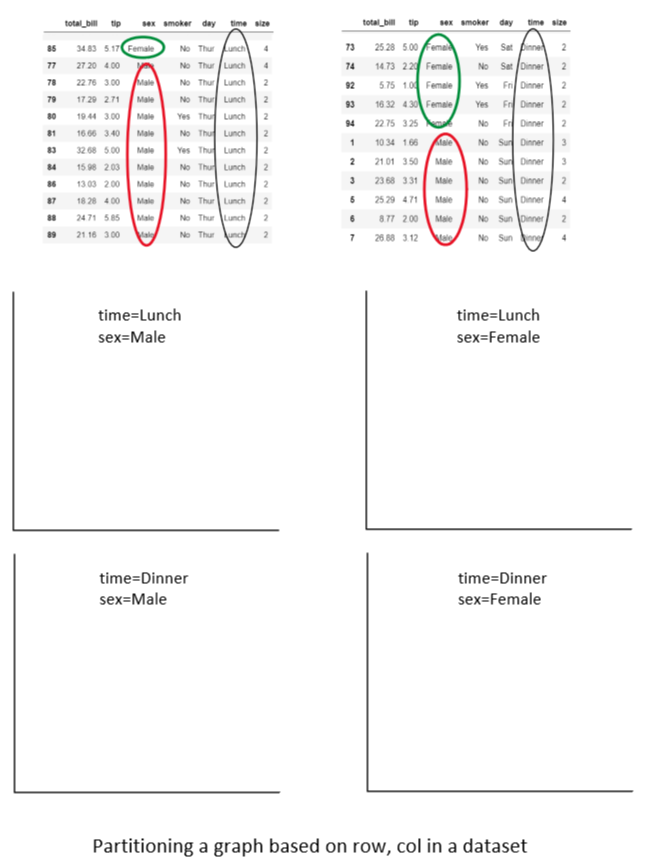 total_bill tip sex smoker day time size
85 34.83 5.17 Female No Thur Lunch 4
77 27.20 4.00 Male No Thur Lunch 4
78 22.76 3.00 Male No Thur Lunch 2
79 17.29 2.71 Male No Thur Lunch 2
80 19.44 3.00 Male Yes Thur Lunch 2
81 16.66 3.40 Male No Thur Lunch 2
83 32.68 5.00 Male Yes Thur Lunch 2
84 15.98 2.03 Male No Thur Lunch 2
86 13.03 2.00 Male No Thur Lunch 2
87 18.28 4.00 Male No Thur Lunch 2
88 24.71 5.85 Male No Thur Lunch 2
89 21.16 3.00 Male No Thur Lunch 2
total_bill tip sex smoker day time size
73 25.28 5.00 Female Yes Sat Dinner 2
74 14.73 2.20 Female No Sat Dinner 2
92 5.75 1.00 Female Yes Fri Dinner 2
93 16.32 4.30 Female Yes Fri Dinner 2
94 22.75 3.25 Female No Fri Dinner 2
1 10.34 1.66 Male No Sun Dinner 3
2 21.01 3.50 Male No Sun Dinner 3
3 23.68 3.31 Male No Sun Dinner 2
5 25.29 4.71 Male No Sun Dinner 4
6 8.77 2.00 Male No Sun Dinner 2
7 26.88 3.12 Male No Sun Dinner 4
time=Lunch
sex=Male
time=Lunch
sex=Female
time=Dinner
sex=Male
time=Dinner
sex=Female
Partitioning a graph based on row, col in a dataset